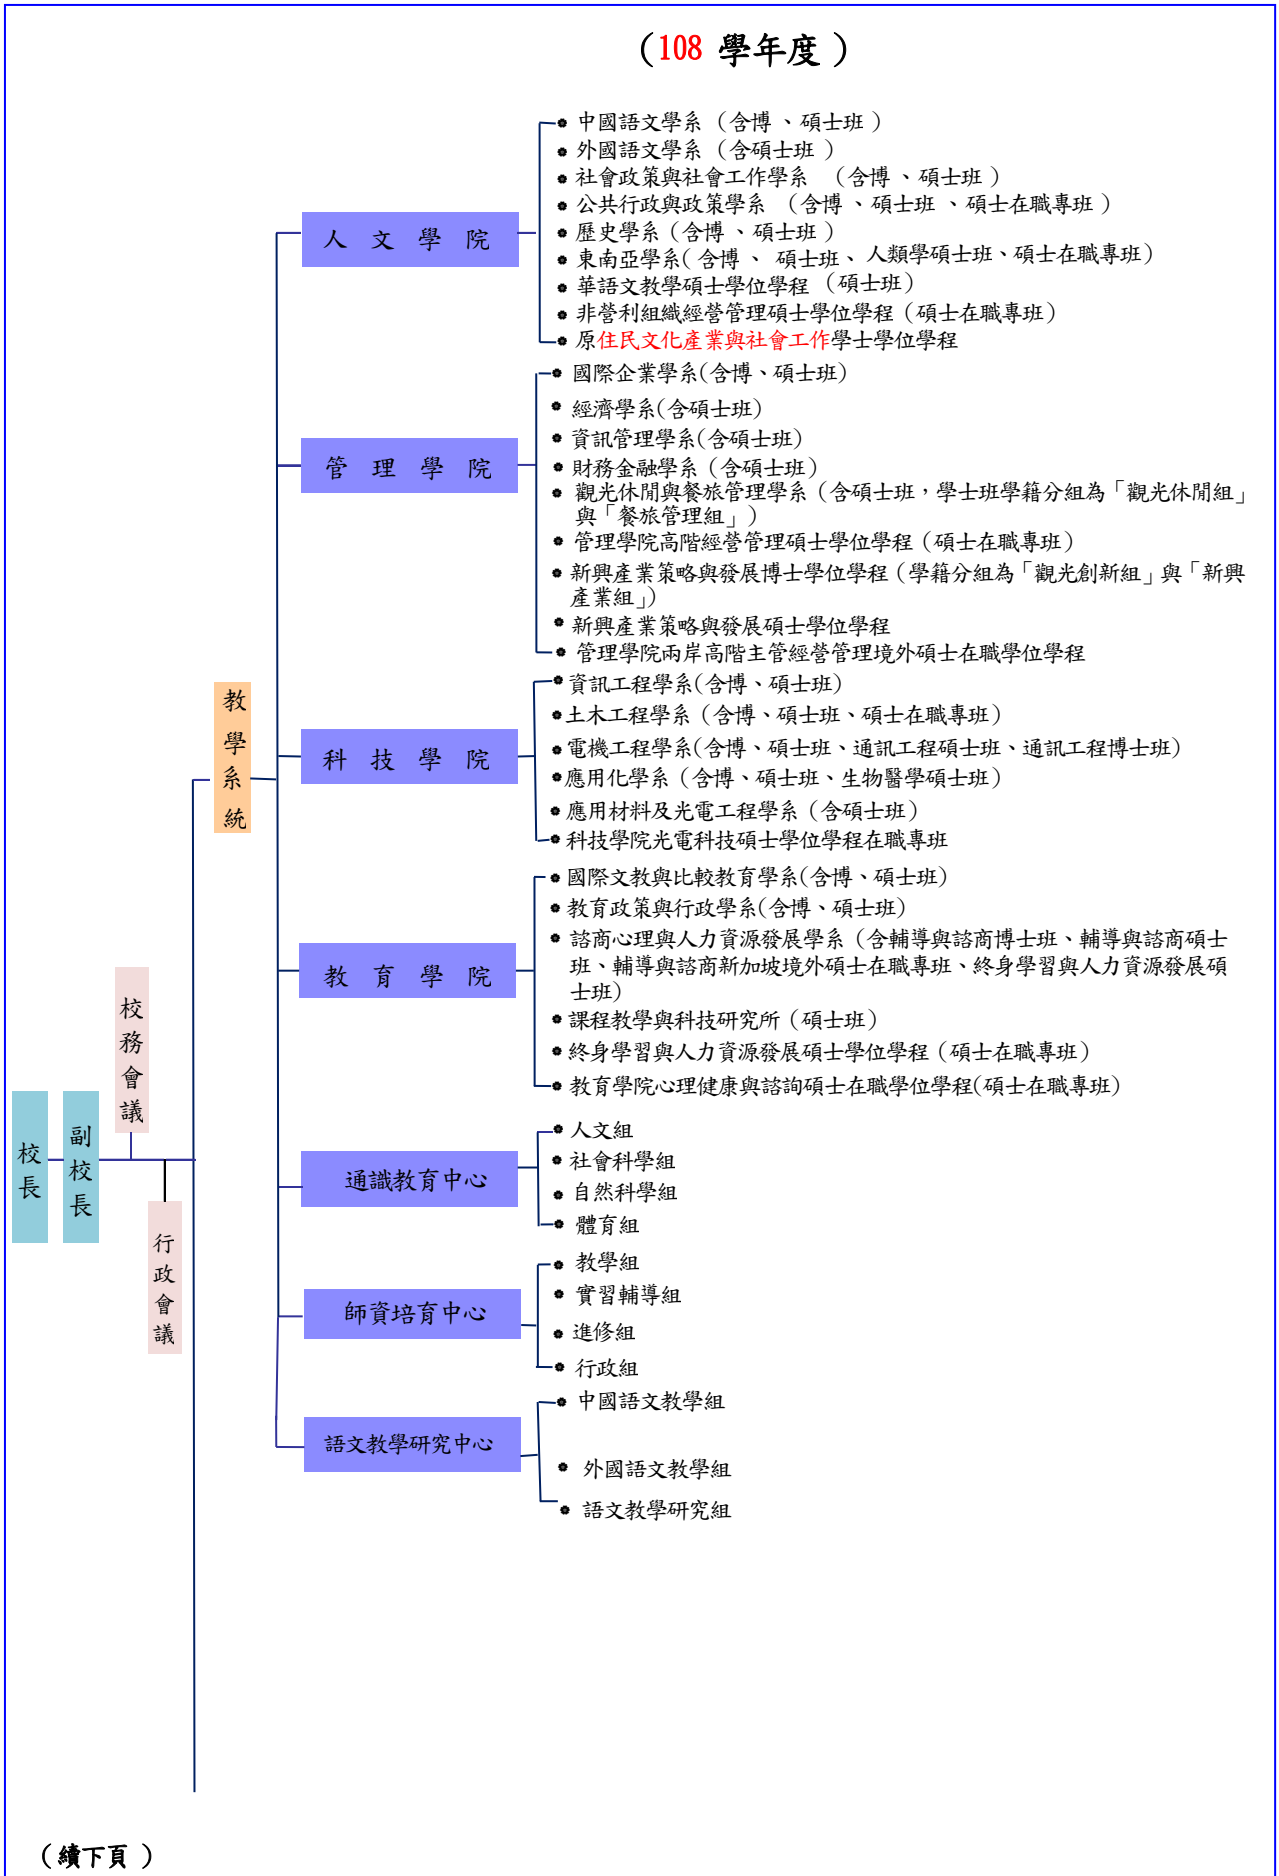 （108 學年度 ）
中國語文學系 （含博 、碩士班 ）
外國語文學系 （含碩士班 ）
社會政策與社會工作學系 （含博 、碩士班 ）
公共行政與政策學系 （含博 、碩士班 、碩士在職專班 ）
人 文 學 院
歷史學系（含博 、碩士班 ）
東南亞學系( 含博 、 碩士班、人類學碩士班、碩士在職專班）
華語文教學碩士學位學程 （碩士班）
非營利組織經營管理碩士學位學程（碩士在職專班）
原住民文化產業與社會工作學士學位學程
國際企業學系(含博、碩士班)
經濟學系(含碩士班)
資訊管理學系(含碩士班)
管 理 學 院
財務金融學系（含碩士班）
觀光休閒與餐旅管理學系（含碩士班，學士班學籍分組為「觀光休閒組」
與「餐旅管理組」）
管理學院高階經營管理碩士學位學程（碩士在職專班）
新興產業策略與發展博士學位學程（學籍分組為「觀光創新組」與「新興
產業組」）
新興產業策略與發展碩士學位學程
管理學院兩岸高階主管經營管理境外碩士在職學位學程
教學系統
資訊工程學系(含博、碩士班)
土木工程學系（含博、碩士班、碩士在職專班）
電機工程學系(含博、碩士班、通訊工程碩士班、通訊工程博士班)
科 技 學 院
應用化學系（含博、碩士班、生物醫學碩士班）
應用材料及光電工程學系（含碩士班）
科技學院光電科技碩士學位學程在職專班
國際文教與比較教育學系(含博、碩士班)
教育政策與行政學系(含博、碩士班)
諮商心理與人力資源發展學系（含輔導與諮商博士班、輔導與諮商碩士
班、輔導與諮商新加坡境外碩士在職專班、終身學習與人力資源發展碩
士班)
教 育 學 院
課程教學與科技研究所（碩士班）
終身學習與人力資源發展碩士學位學程（碩士在職專班）
教育學院心理健康與諮詢碩士在職學位學程(碩士在職專班)
校務會議
校長
副校長
行政會議
人文組
社會科學組
通識教育中心
自然科學組
體育組
教學組
實習輔導組
師資培育中心
進修組
行政組
中國語文教學組
語文教學研究中心
外國語文教學組
語文教學研究組
（續下頁 ）